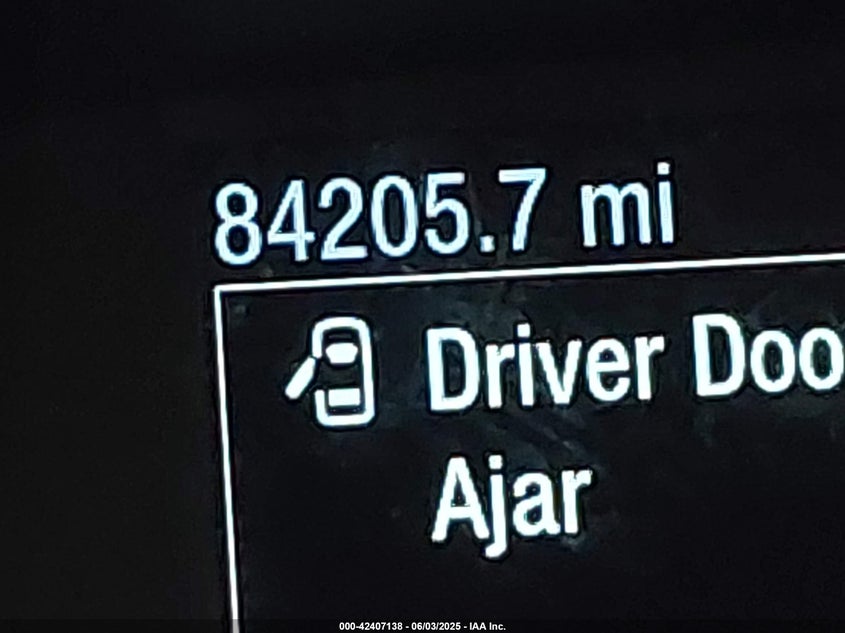 84205.7 mi
Driver Doo
Ajar
000-42407138 - 06/03/2025 - IAA Inc.